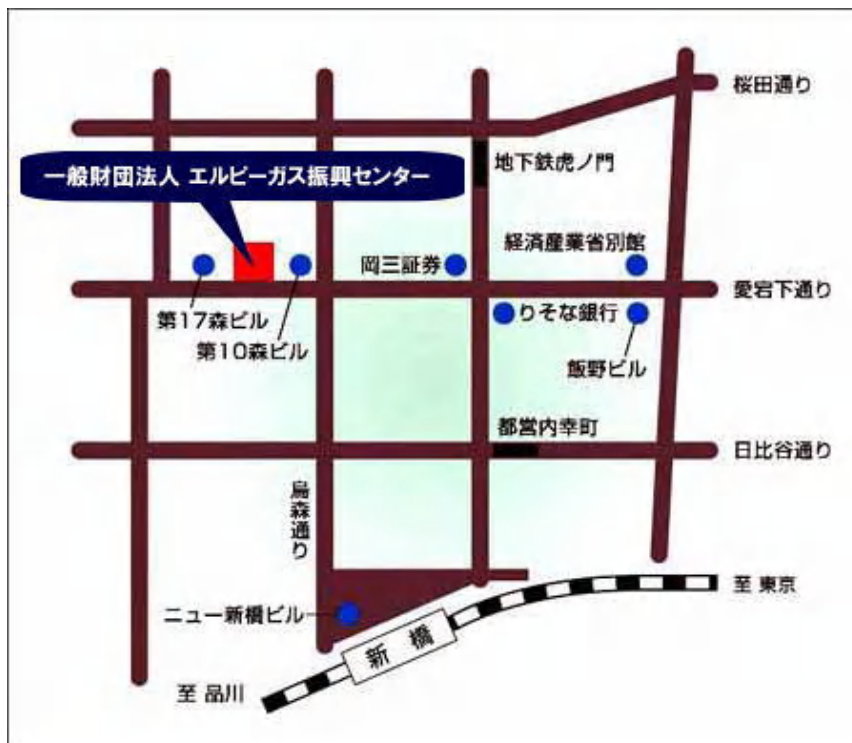 桜田通り
地下鉄虎ノ門
一般財団法人 エルピーガス振興センター
経済産業省別館
岡三証券
愛宕下通り
第17森ビル
りそな銀行
第10森ビル
飯野ビル
都営内幸町
日比谷通り
烏森通り
至 東京
ニュー新橋ビル
新 橋
至 品川